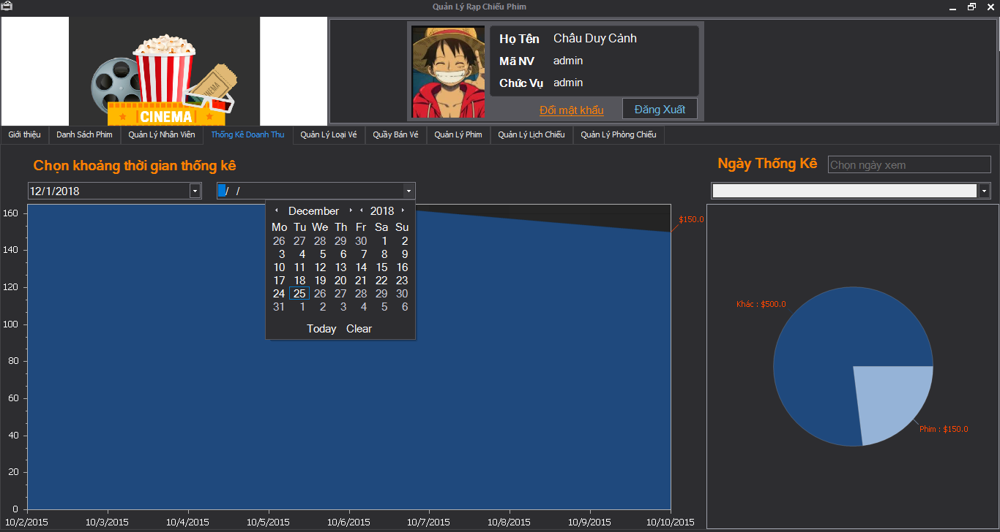 Quản Lý Rạp Chiếu Phim
CINEMA
CINEMA
Họ Tên Châu Duy Cảnh
Mã NV admin
Chức Vụ admin
Đổi mật khẩu Đăng Xuất
Giới thiệu Danh Sách Phim Quản Lý Nhân Viên Thống Kê Doanh Thu Quản Lý Loại Vé Quầy Bán Vé Quản Lý Phim Quản Lý Lịch Chiếu Quản Lý Phòng Chiếu
Chọn khoảng thời gian thống kê
Ngày Thống Kê Chọn ngày xem
12/1/2018
/ /
December 2018
Mo Tu We Th Fr Sa Su
26 27 28 29 30 1 2
3 4 5 6 7 8 9
10 11 12 13 14 15 16
17 18 19 20 21 22 23
24 25 26 27 28 29 30
31 1 2 3 4 5 6
Today Clear
160
140
120
100
80
60
40
20
0
10/2/2015 10/3/2015 10/4/2015 10/5/2015 10/6/2015 10/7/2015 10/8/2015 10/9/2015 10/10/2015
$150.0
Khác : $500.0
Phim : $150.0